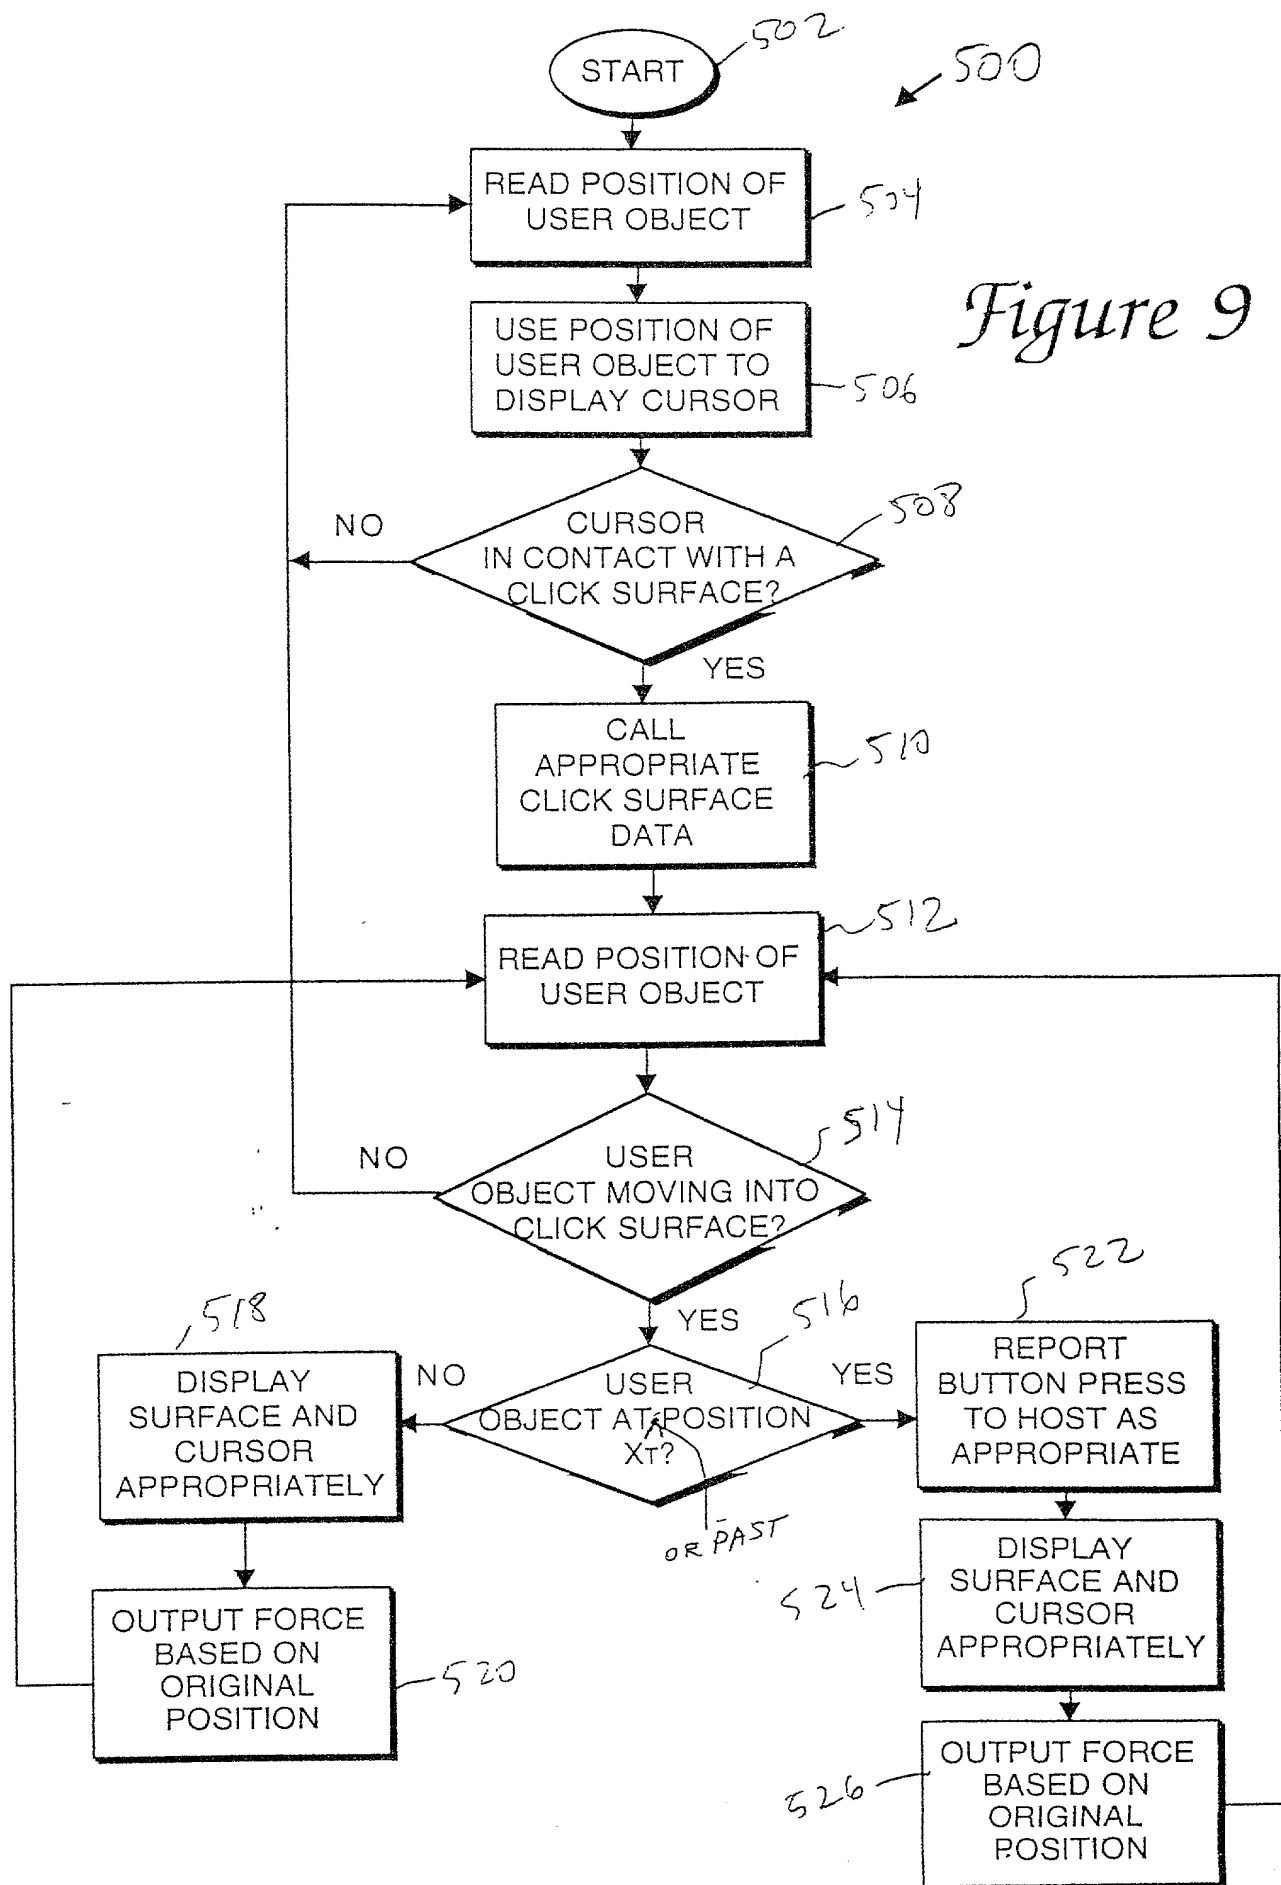 START
502
500
READ POSITION OF
USER OBJECT
504
Figure 9
USE POSITION OF
USER OBJECT TO
DISPLAY CURSOR
506
CURSOR
IN CONTACT WITH A
CLICK SURFACE?
508
NO
YES
CALL
APPROPRIATE
CLICK SURFACE
DATA
510
READ POSITION OF
USER OBJECT
512
USER
OBJECT MOVING INTO
CLICK SURFACE?
514
NO
YES
USER
OBJECT AT POSITION
XT?
516
OR PAST
NO
YES
518
DISPLAY
SURFACE AND
CURSOR
APPROPRIATELY
OUTPUT FORCE
BASED ON
ORIGINAL
POSITION
520
522
REPORT
BUTTON PRESS
TO HOST AS
APPROPRIATE
DISPLAY
SURFACE AND
CURSOR
APPROPRIATELY
524
OUTPUT FORCE
BASED ON
ORIGINAL
POSITION
526